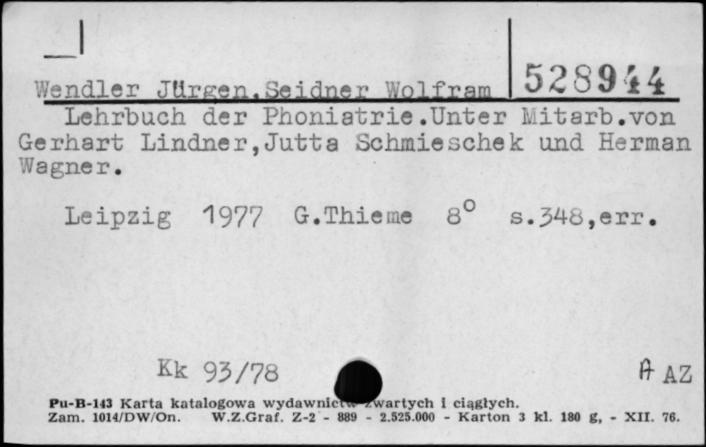 528944
Wendler Jürgen,Seidner Wolfram
Lehrbuch der Phoniatrie.Unter Mitarb.von
Gerhart Lindner,Jutta Schmieschek und Herman
Wagner.
Leipzig 1977 G.Thieme 8° s.348,err.
Kk 93/78
A AZ
Pu-B-143 Karta katalogowa wydawnictw zwartych i ciągłych.
Zam. 1014/DW/On. W.Z.Graf. Z-2 - 889 - 2.525.000 - Karton 3 kl. 180 g, - XII. 76.